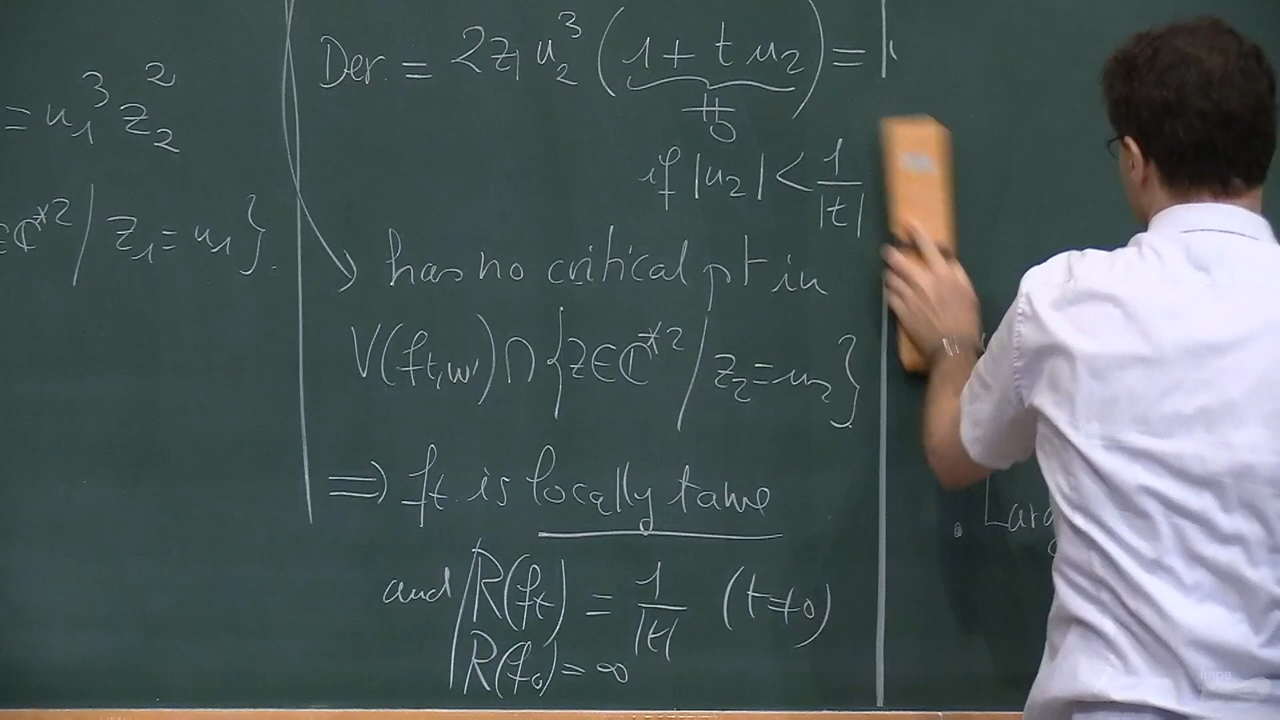 = u₁³ z₂²
∈ ℂ*² / z₁ = u₁}.
Der. = 2z₁ u₂³ (1 + t u₂) =
≠ 0
if |u₂| < 1/|t|
has no critical pt in
V(f_{t,w'}) ∩ {z ∈ ℂ*² / z₂ = u₂}
⇒ f_t is locally tame
and R(f_t) = 1/|t| (t ≠ 0)
R(f₀) = ∞
impa